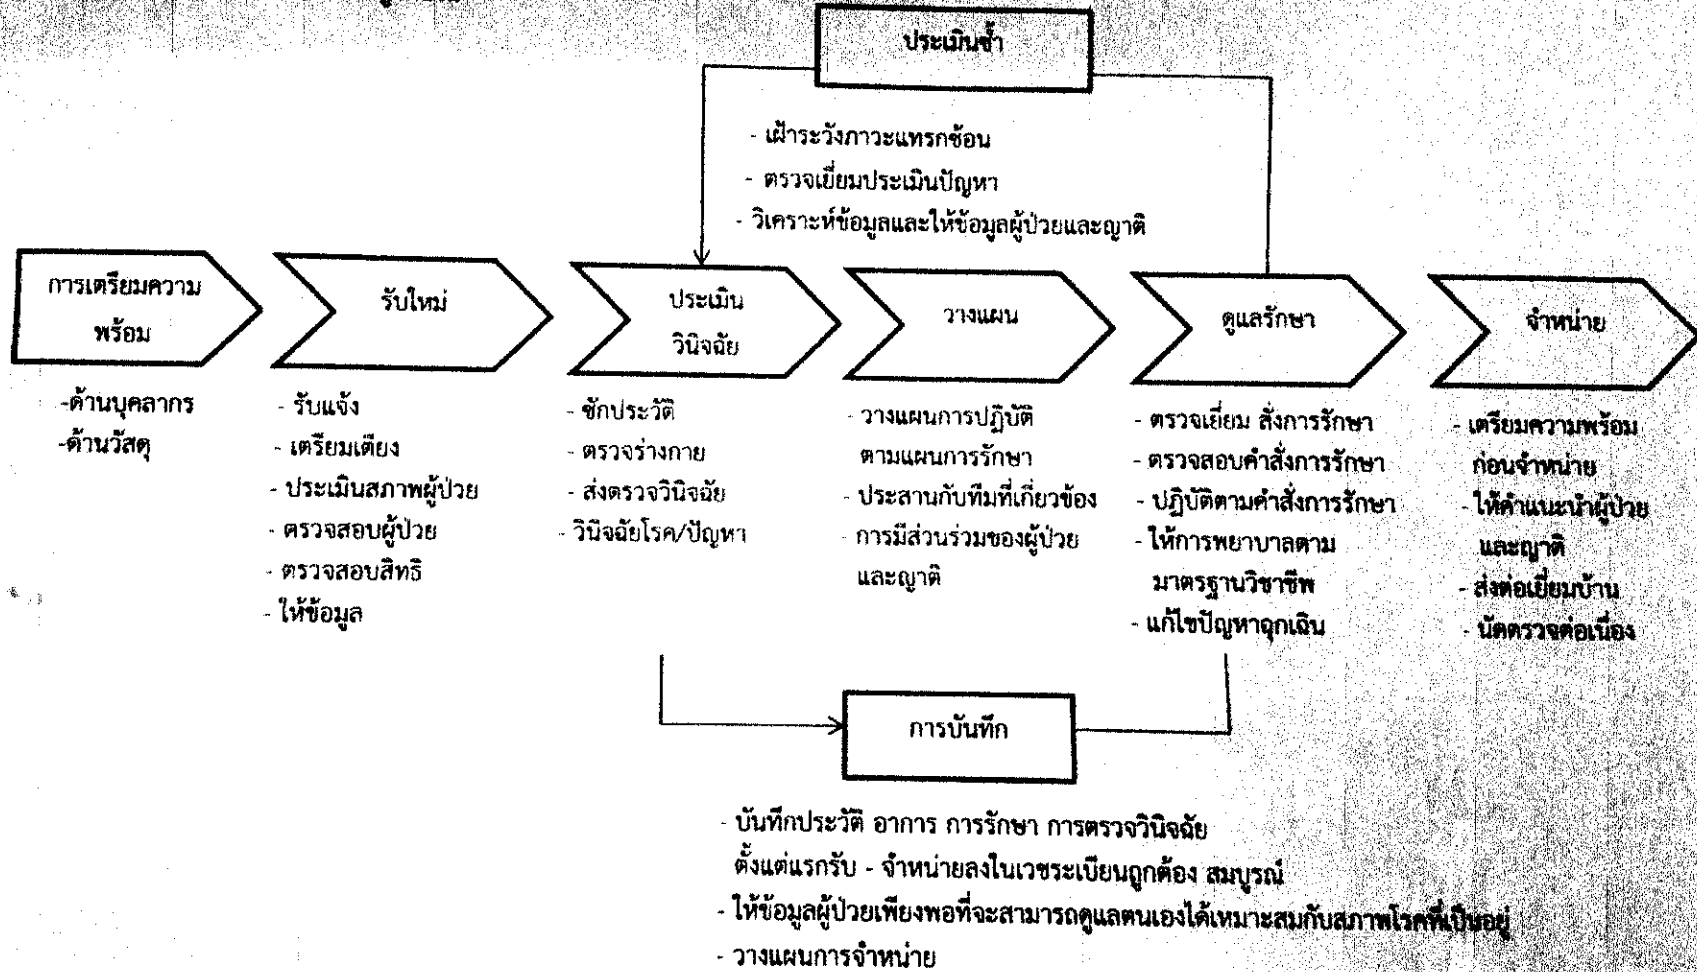 ประเมินซ้ำ
- เฝ้าระวังภาวะแทรกซ้อน
- ตรวจเยี่ยมประเมินปัญหา
- วิเคราะห์ข้อมูลและให้ข้อมูลผู้ป่วยและญาติ
การเตรียมความ
พร้อม
-ด้านบุคลากร
-ด้านวัสดุ
รับใหม่
- รับแจ้ง
- เตรียมเตียง
- ประเมินสภาพผู้ป่วย
- ตรวจสอบผู้ป่วย
- ตรวจสอบสิทธิ
- ให้ข้อมูล
ประเมิน
วินิจฉัย
- ซักประวัติ
- ตรวจร่างกาย
- ส่งตรวจวินิจฉัย
- วินิจฉัยโรค/ปัญหา
วางแผน
- วางแผนการปฏิบัติ
ตามแผนการรักษา
- ประสานกับทีมที่เกี่ยวข้อง
- การมีส่วนร่วมของผู้ป่วย
และญาติ
ดูแลรักษา
- ตรวจเยี่ยม สั่งการรักษา
- ตรวจสอบคำสั่งการรักษา
- ปฏิบัติตามคำสั่งการรักษา
- ให้การพยาบาลตาม
มาตรฐานวิชาชีพ
- แก้ไขปัญหาฉุกเฉิน
จำหน่าย
- เตรียมความพร้อม
ก่อนจำหน่าย
- ให้คำแนะนำผู้ป่วย
และญาติ
- ส่งต่อเยี่ยมบ้าน
- นัดตรวจต่อเนื่อง
การบันทึก
- บันทึกประวัติ อาการ การรักษา การตรวจวินิจฉัย
ตั้งแต่แรกรับ - จำหน่ายลงในเวชระเบียนถูกต้อง สมบูรณ์
- ให้ข้อมูลผู้ป่วยเพียงพอที่จะสามารถดูแลตนเองได้เหมาะสมกับสภาพโรคที่เป็นอยู่
- วางแผนการจำหน่าย